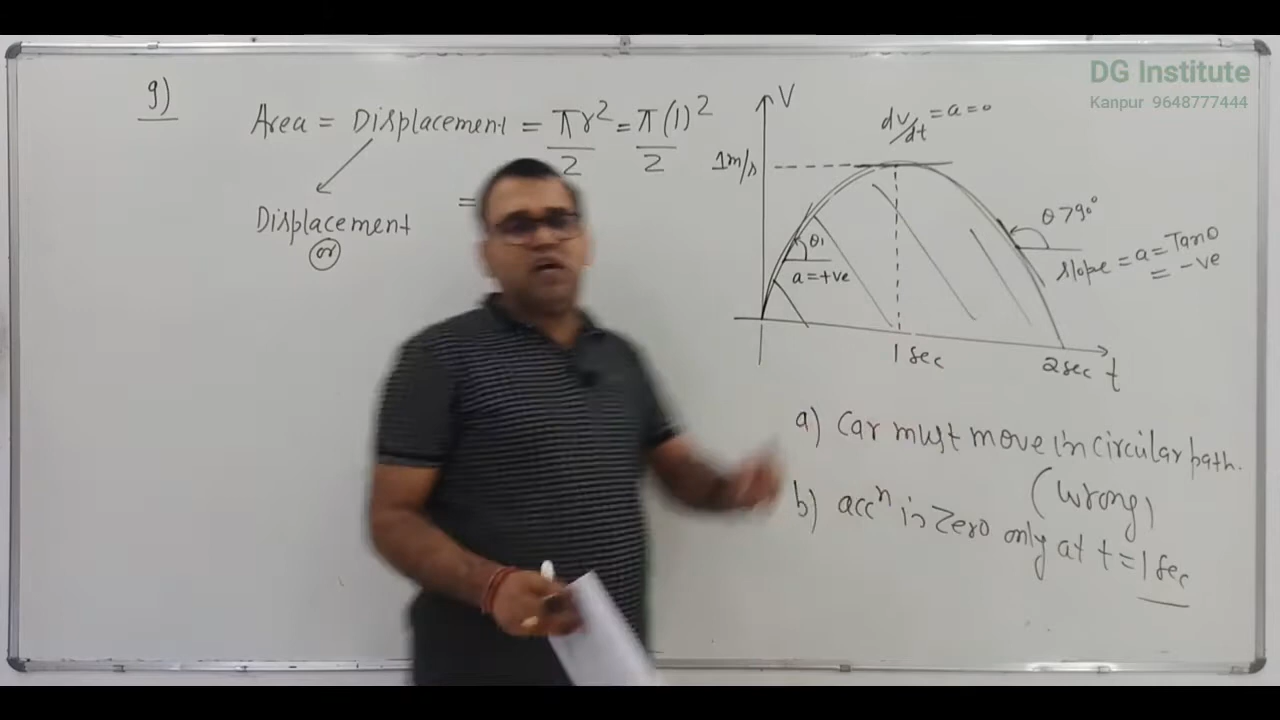 DG Institute
Kanpur 9648777444
9)
Area = Displacement = πr²/2 = π(1)²/2
=
Displacement
or
V
dv/dt = a = 0
1m/s
θ1
a = +ve
θ > 90°
slope = a = Tanθ
= -ve
1 sec
2 sec
t
a) Car must move in circular path.
(wrong)
b) accⁿ is zero only at t = 1 sec